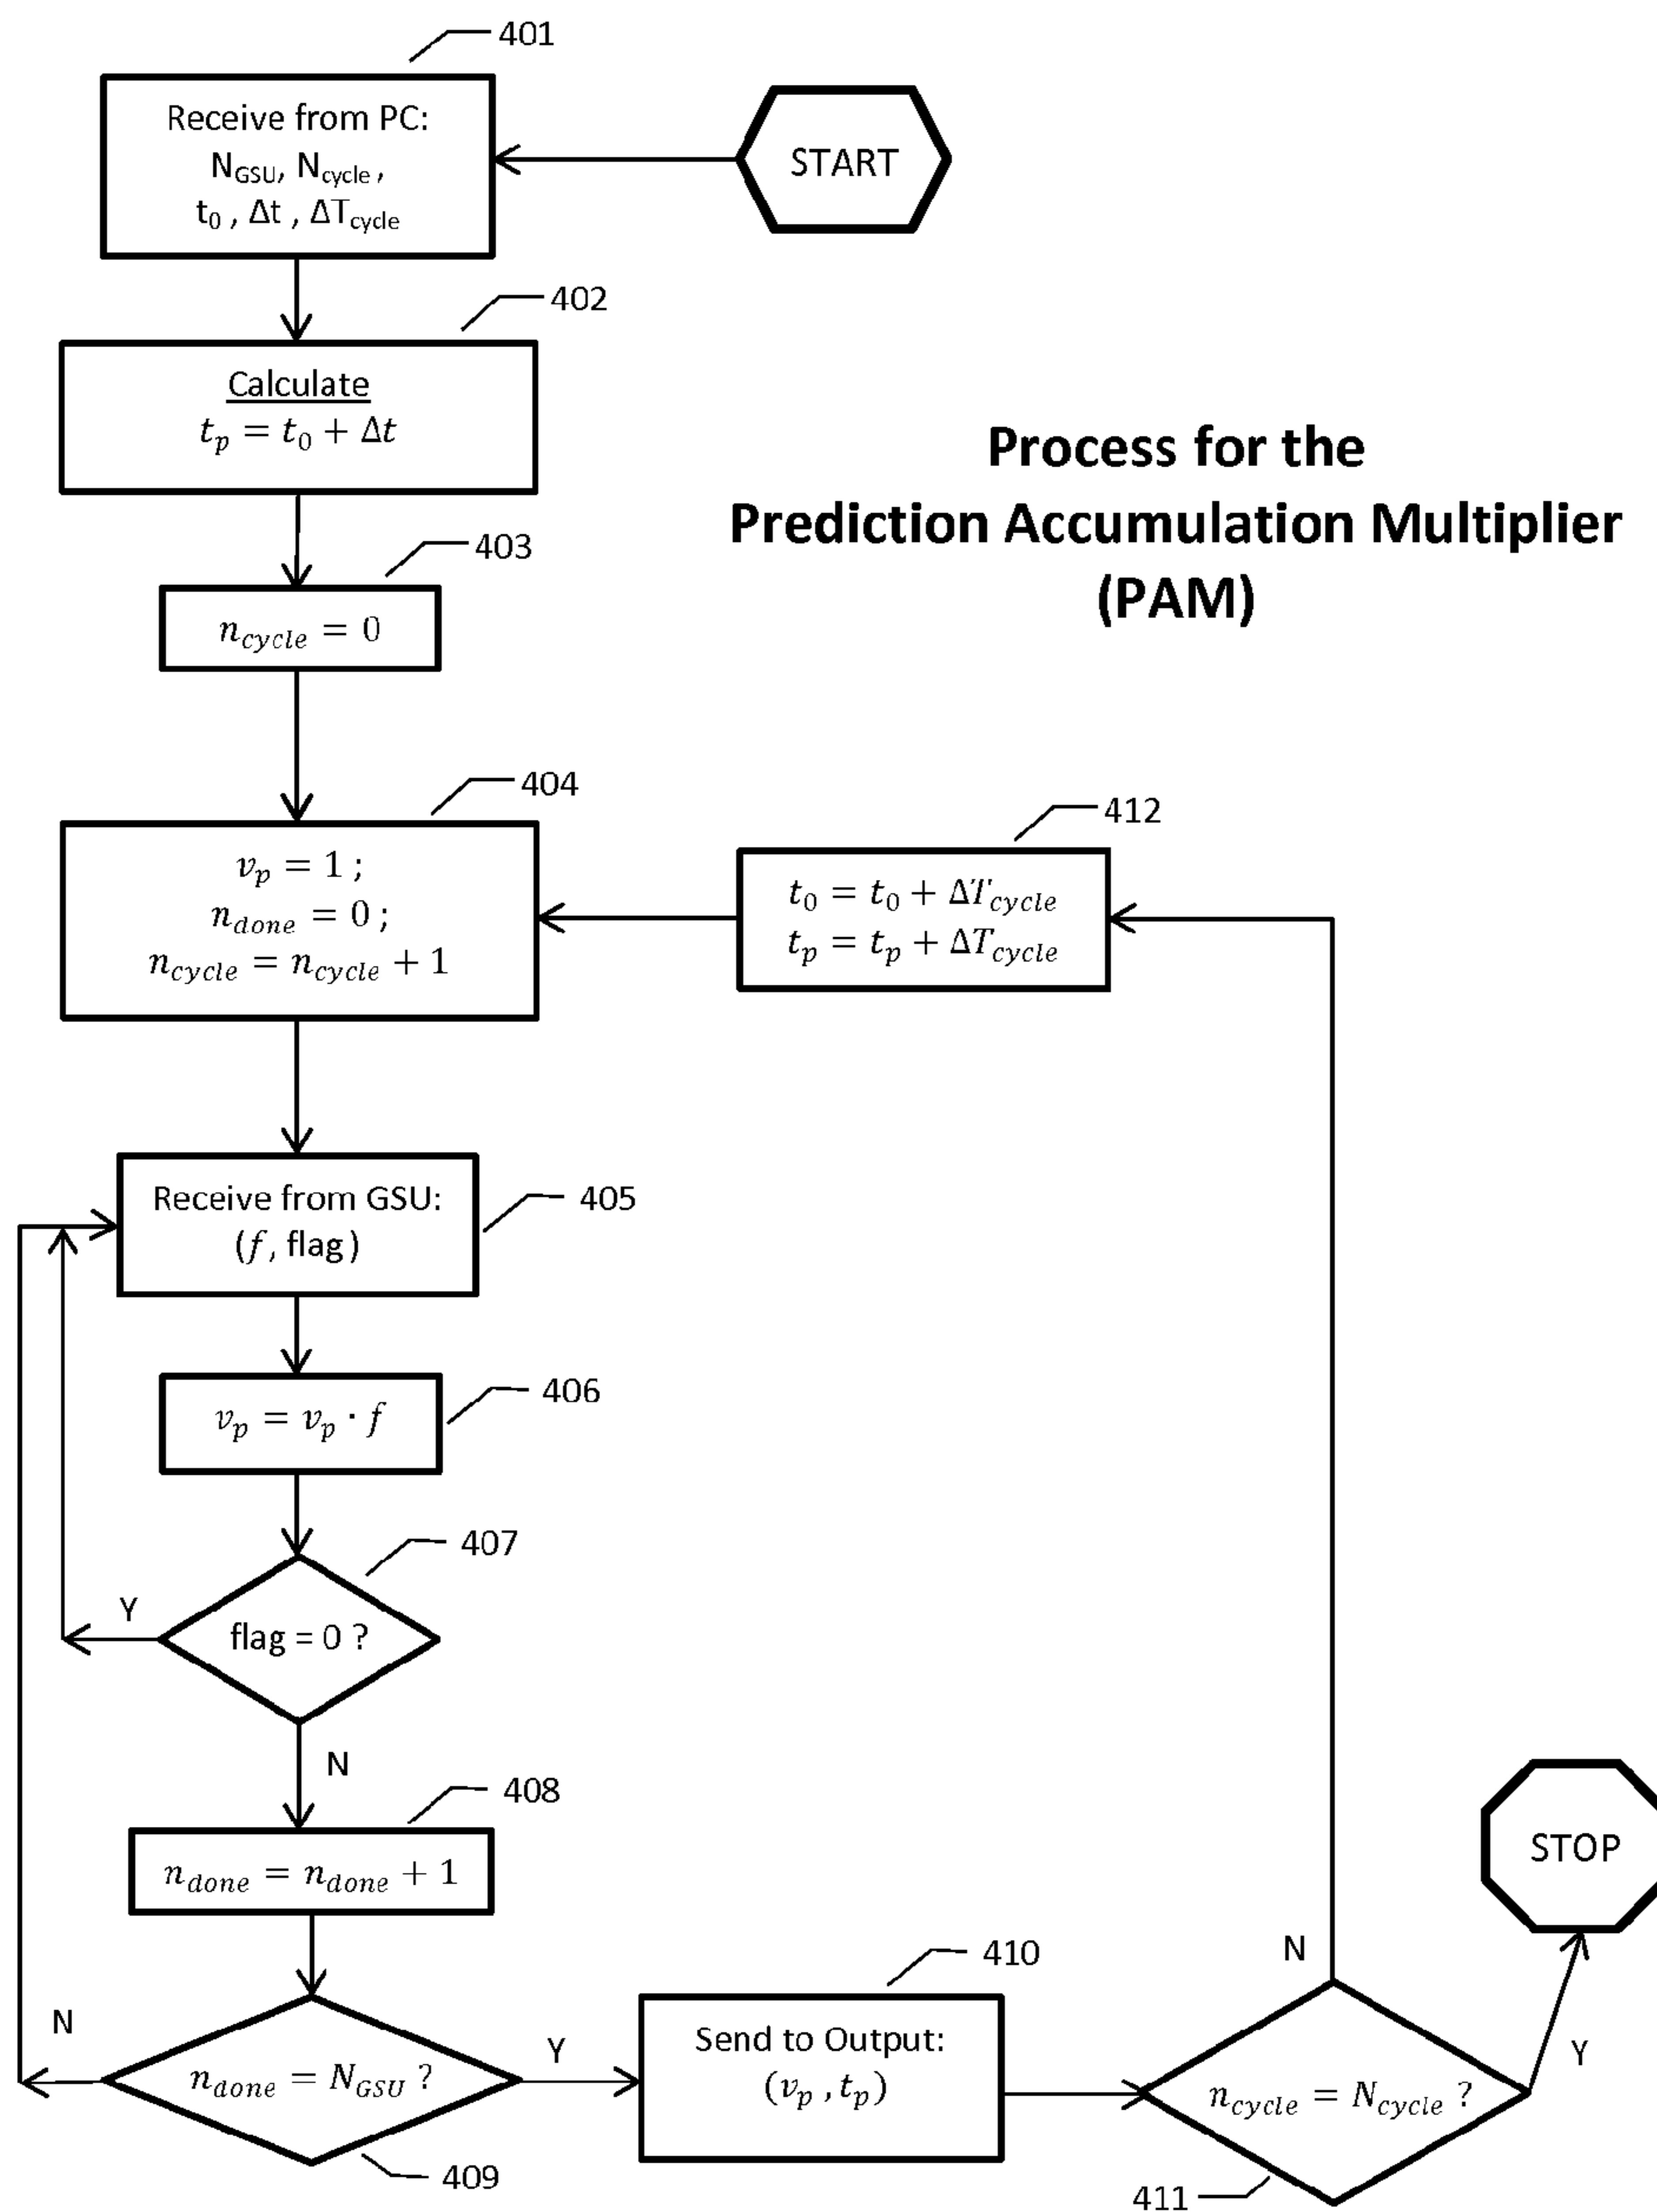 401
Receive from PC:
N_GSU, N_cycle,
t_0 , Δt , ΔT_cycle
START
402
Calculate
t_p = t_0 + Δt
Process for the
Prediction Accumulation Multiplier
(PAM)
403
n_cycle = 0
404
v_p = 1 ;
n_done = 0 ;
n_cycle = n_cycle + 1
412
t_0 = t_0 + ΔT_cycle
t_p = t_p + ΔT_cycle
405
Receive from GSU:
(f, flag)
406
v_p = v_p · f
407
flag = 0 ?
Y
N
408
n_done = n_done + 1
409
n_done = N_GSU ?
N
Y
410
Send to Output:
(v_p , t_p)
411
n_cycle = N_cycle ?
N
Y
STOP